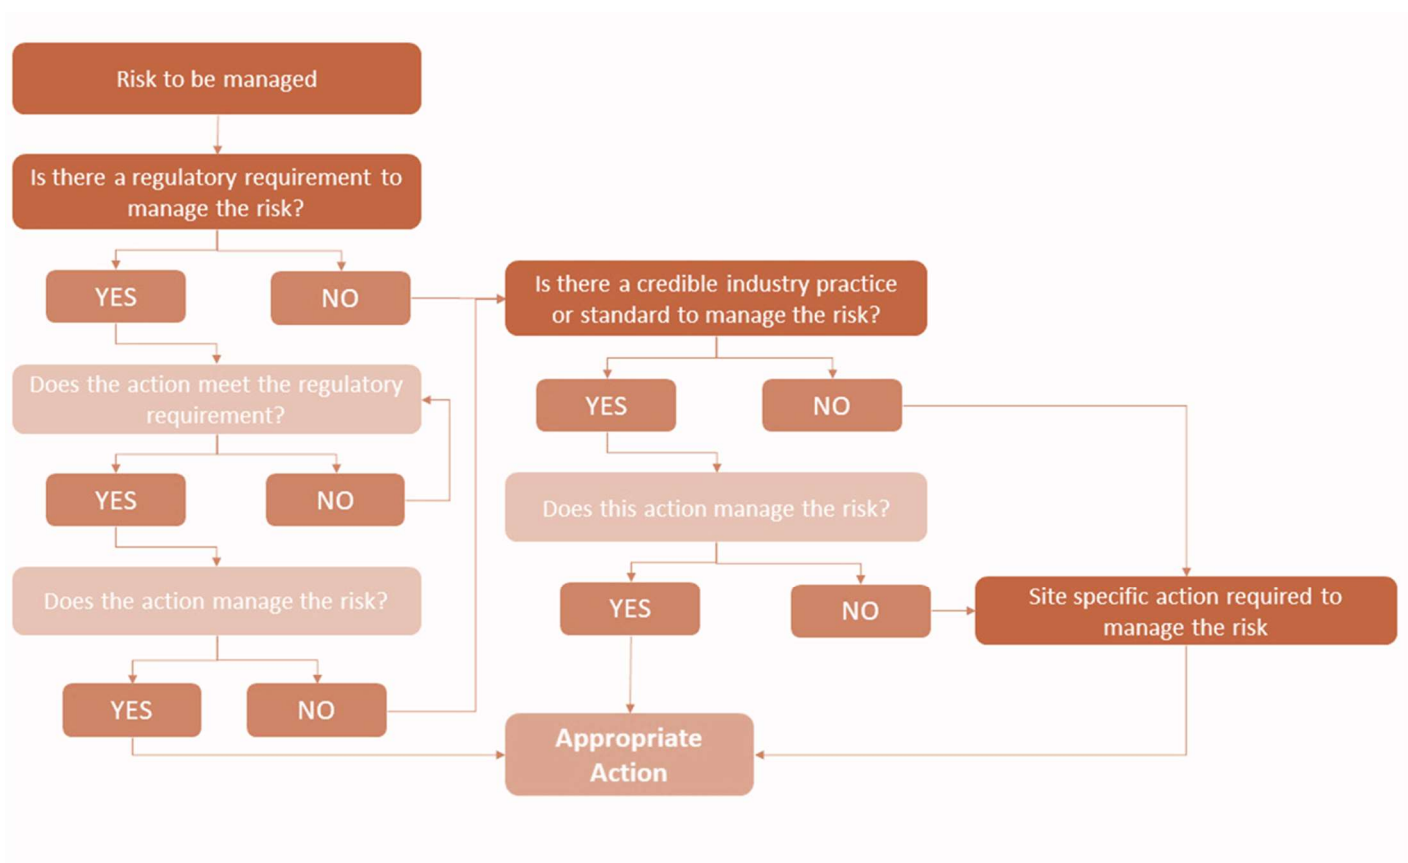 Risk to be managed
Is there a regulatory requirement to
manage the risk?
YES
NO
Does the action meet the regulatory
requirement?
YES
NO
Does the action manage the risk?
YES
NO
Is there a credible industry practice
or standard to manage the risk?
YES
NO
Does this action manage the risk?
YES
NO
Site specific action required to
manage the risk
Appropriate
Action